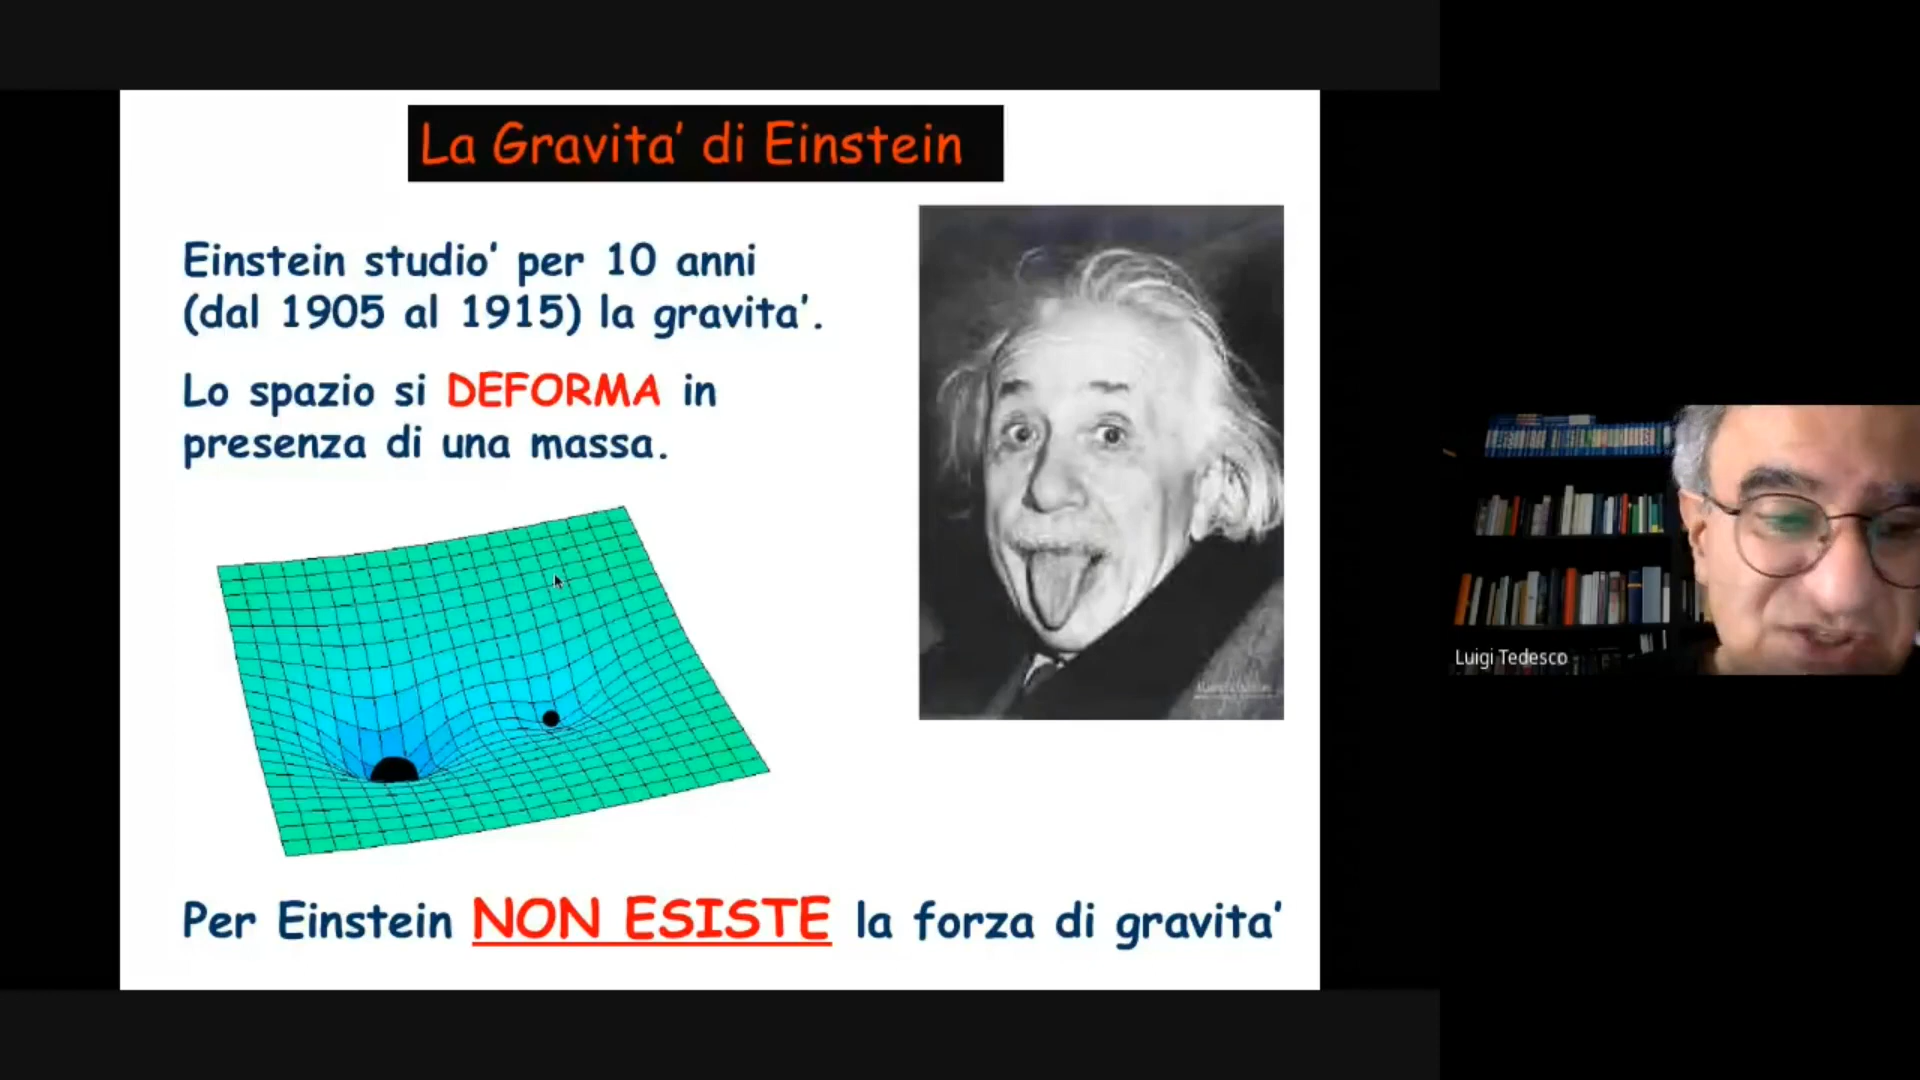 La Gravita' di Einstein
Einstein studio' per 10 anni
(dal 1905 al 1915) la gravita'.
Lo spazio si DEFORMA in
presenza di una massa.
Per Einstein NON ESISTE la forza di gravita'
Luigi Tedesco